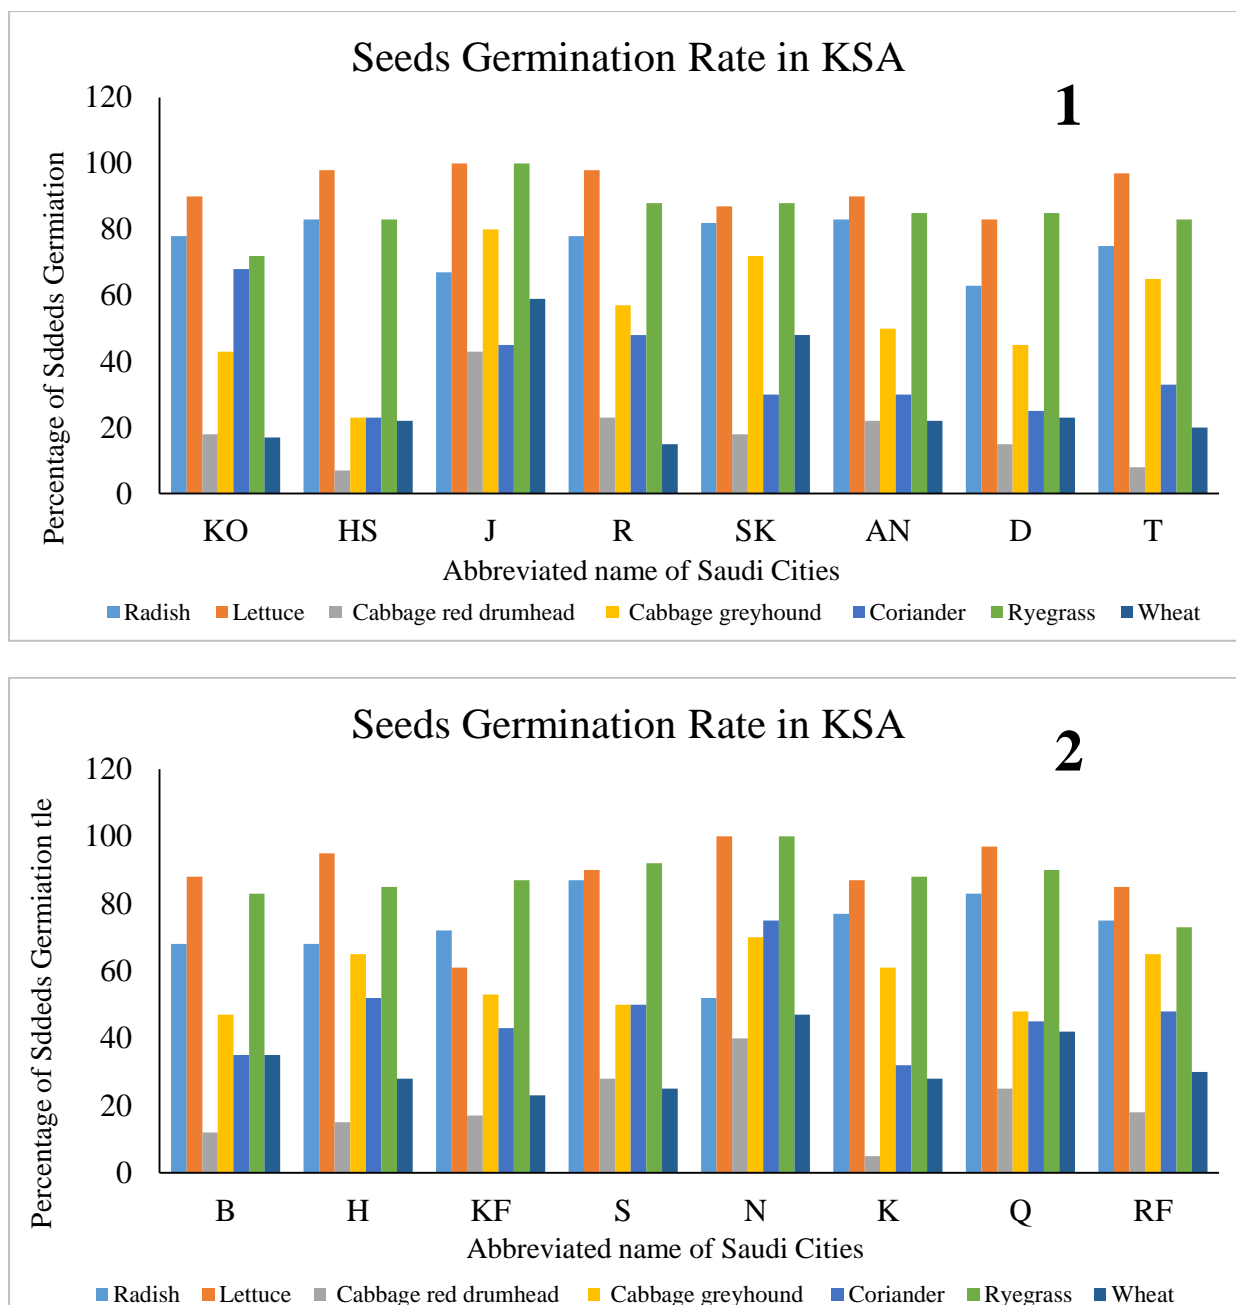 Seeds Germination Rate in KSA
1
Percentage of Sddeds Germiation
120
100
80
60
40
20
0
KO HS J R SK AN D T
Abbreviated name of Saudi Cities
Radish Lettuce Cabbage red drumhead Cabbage greyhound Coriander Ryegrass Wheat
Seeds Germination Rate in KSA
2
Percentage of Sddeds Germiation tle
120
100
80
60
40
20
0
B H KF S N K Q RF
Abbreviated name of Saudi Cities
Radish Lettuce Cabbage red drumhead Cabbage greyhound Coriander Ryegrass Wheat